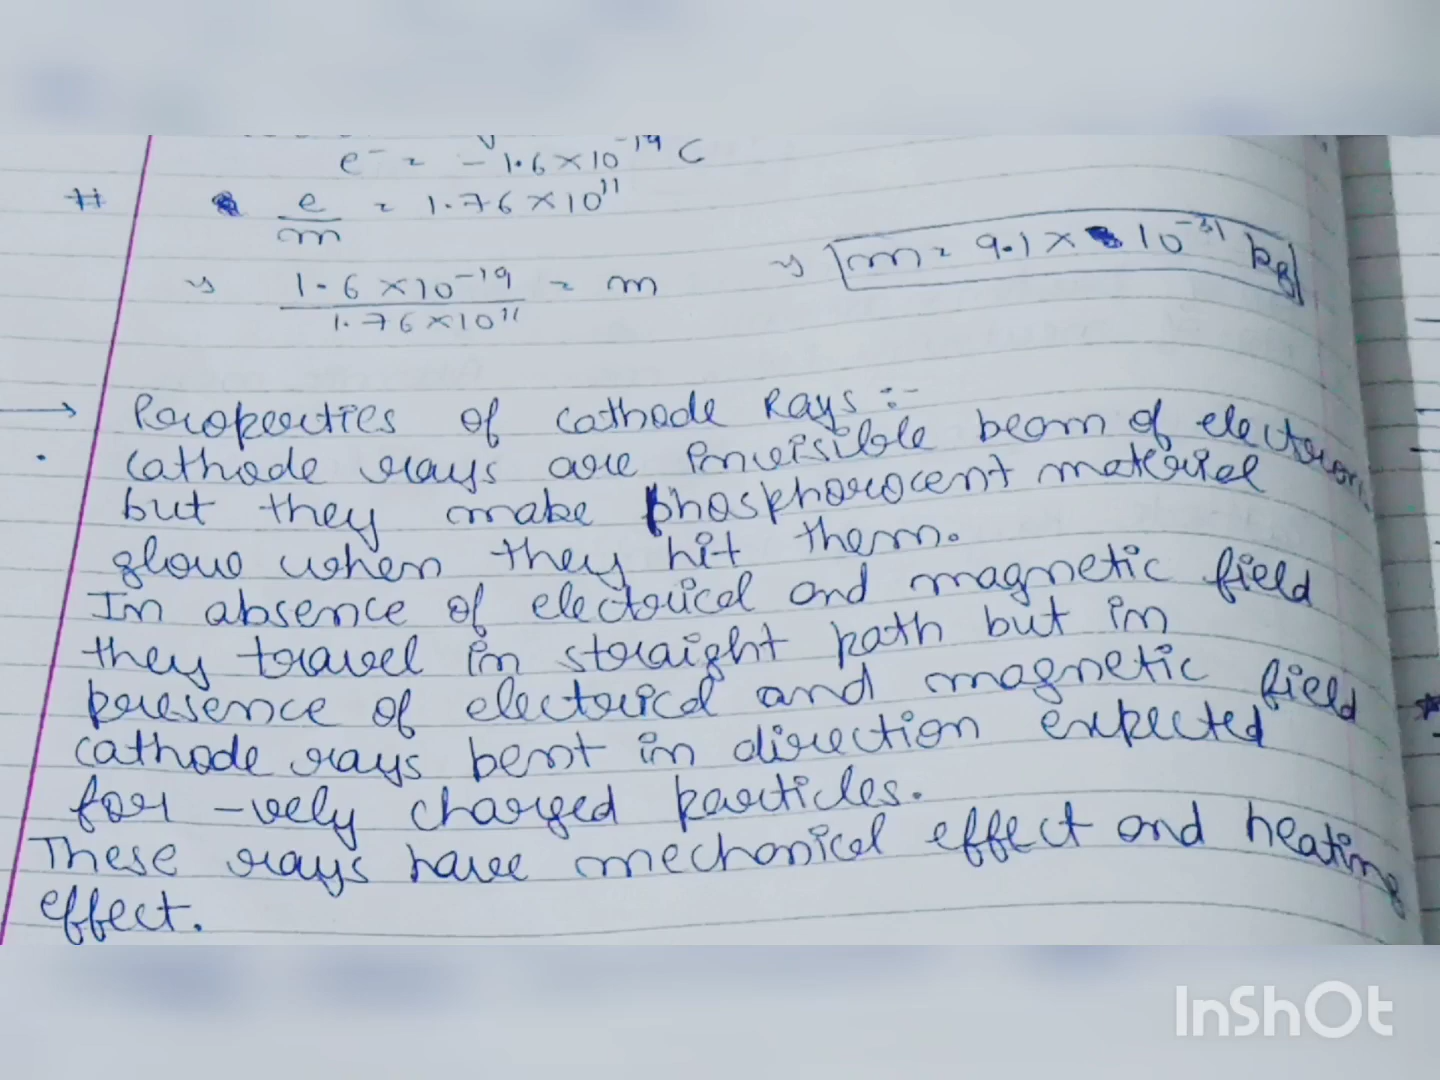 e⁻ = -1.6×10⁻¹⁹ C
# e/m = 1.76×10¹¹
⇒ 1.6×10⁻¹⁹/1.76×10¹¹ = m ⇒ m = 9.1× 10⁻³¹ kg
→ Properties of cathode Rays:-
. cathode rays are invisible beam of electrons
but they make phosphorocent material
glow when they hit them.
In absence of electrical and magnetic field
they travel in straight path but in
presence of electrical and magnetic field
cathode rays bent in direction expected
for -vely charged particles.
These rays have mechanical effect and heating
effect.
InShOt